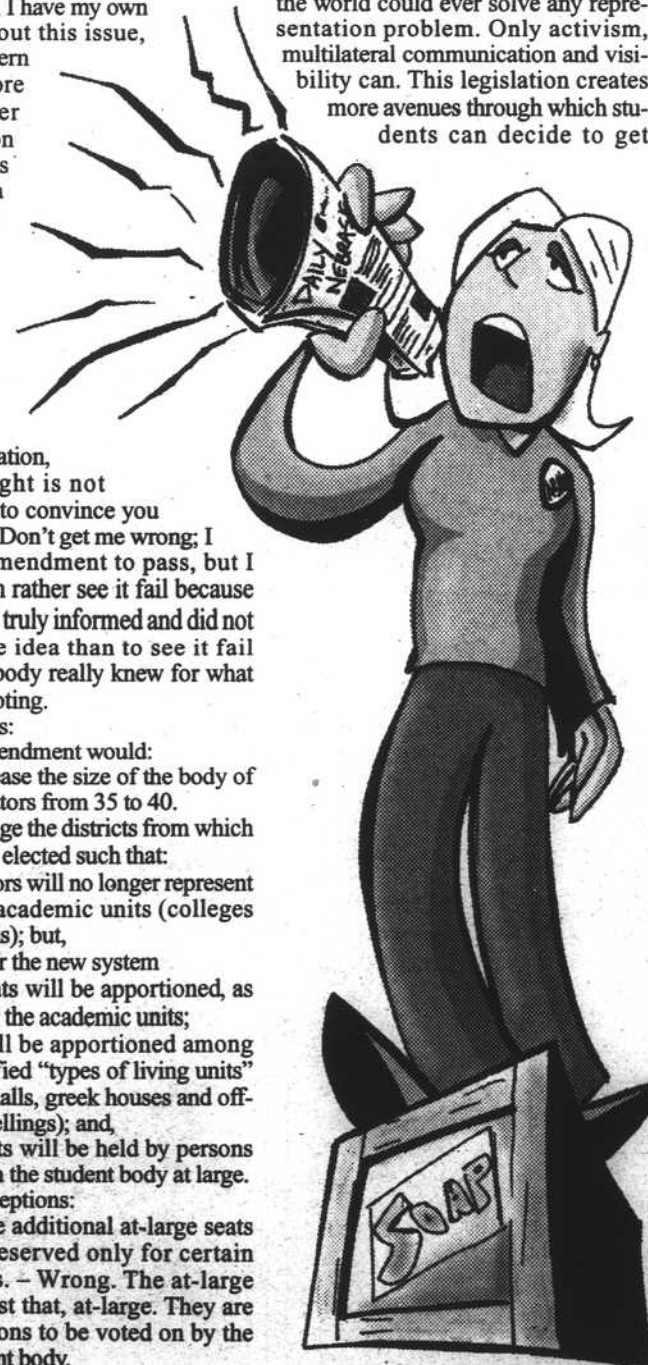 I have my own
out this issue,
ern
ore
er
on
s
ation,
ght is not
to convince you
Don't get me wrong; I
mendment to pass, but I
n rather see it fail because
truly informed and did not
e idea than to see it fail
body really knew for what
oting.
s:
endment would:
ease the size of the body of
tors from 35 to 40.
ge the districts from which
elected such that:
ors will no longer represent
academic units (colleges
s); but,
r the new system
ts will be apportioned, as
the academic units;
ll be apportioned among
fied "types of living units"
alls, greek houses and off-
ellings); and,
ts will be held by persons
n the student body at large.
eptions:
e additional at-large seats
eserved only for certain
s. – Wrong. The at-large
st that, at-large. They are
ons to be voted on by the
nt body.
the world could ever solve any repre-
sentation problem. Only activism,
multilateral communication and visi-
bility can. This legislation creates
more avenues through which stu-
dents can decide to get
DAILY
NEBRASK
SOAP